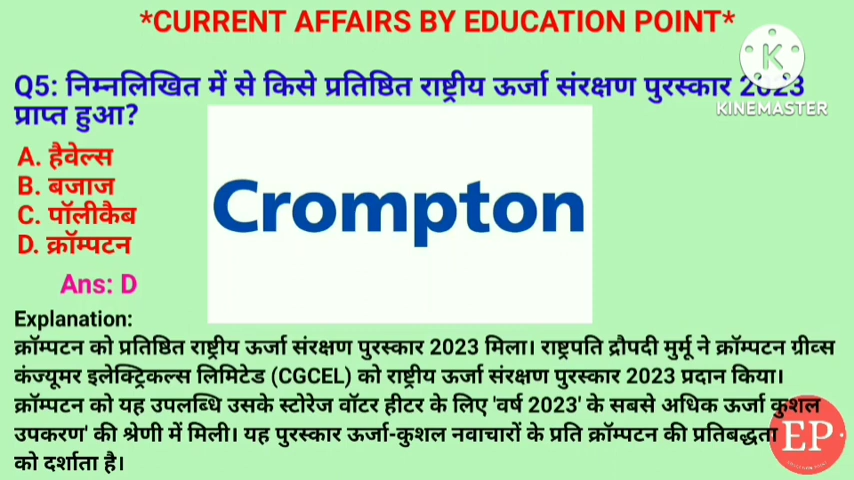 *CURRENT AFFAIRS BY EDUCATION POINT*
KINEMASTER
Q5: निम्नलिखित में से किसे प्रतिष्ठित राष्ट्रीय ऊर्जा संरक्षण पुरस्कार 2023
प्राप्त हुआ?
Crompton
A. हैवेल्स
B. बजाज
C. पॉलीकैब
D. क्रॉम्पटन
Ans: D
Explanation:
क्रॉम्पटन को प्रतिष्ठित राष्ट्रीय ऊर्जा संरक्षण पुरस्कार 2023 मिला। राष्ट्रपति द्रौपदी मुर्मू ने क्रॉम्पटन ग्रीव्स
कंज्यूमर इलेक्ट्रिकल्स लिमिटेड (CGCEL) को राष्ट्रीय ऊर्जा संरक्षण पुरस्कार 2023 प्रदान किया।
क्रॉम्पटन को यह उपलब्धि उसके स्टोरेज वॉटर हीटर के लिए 'वर्ष 2023' के सबसे अधिक ऊर्जा कुशल
उपकरण' की श्रेणी में मिली। यह पुरस्कार ऊर्जा-कुशल नवाचारों के प्रति क्रॉम्पटन की प्रतिबद्धता
को दर्शाता है।
EP